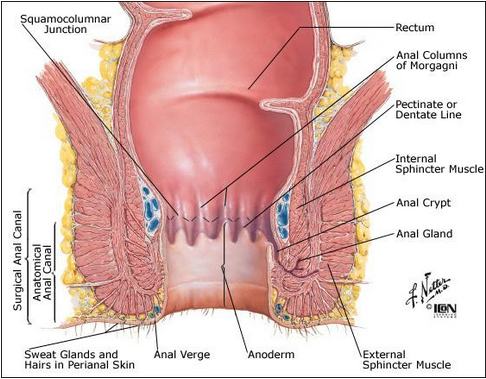 Squamocolumnar
Junction
Rectum
Anal Columns
of Morgagni
Pectinate or
Dentate Line
Internal
Sphincter Muscle
Anal Crypt
Anal Gland
Surgical Anal Canal
Anatomical
Anal Canal
Sweat Glands and
Hairs in Perianal Skin
Anal Verge
Anoderm
External
Sphincter Muscle
F. Netter
M.D.
© ICON